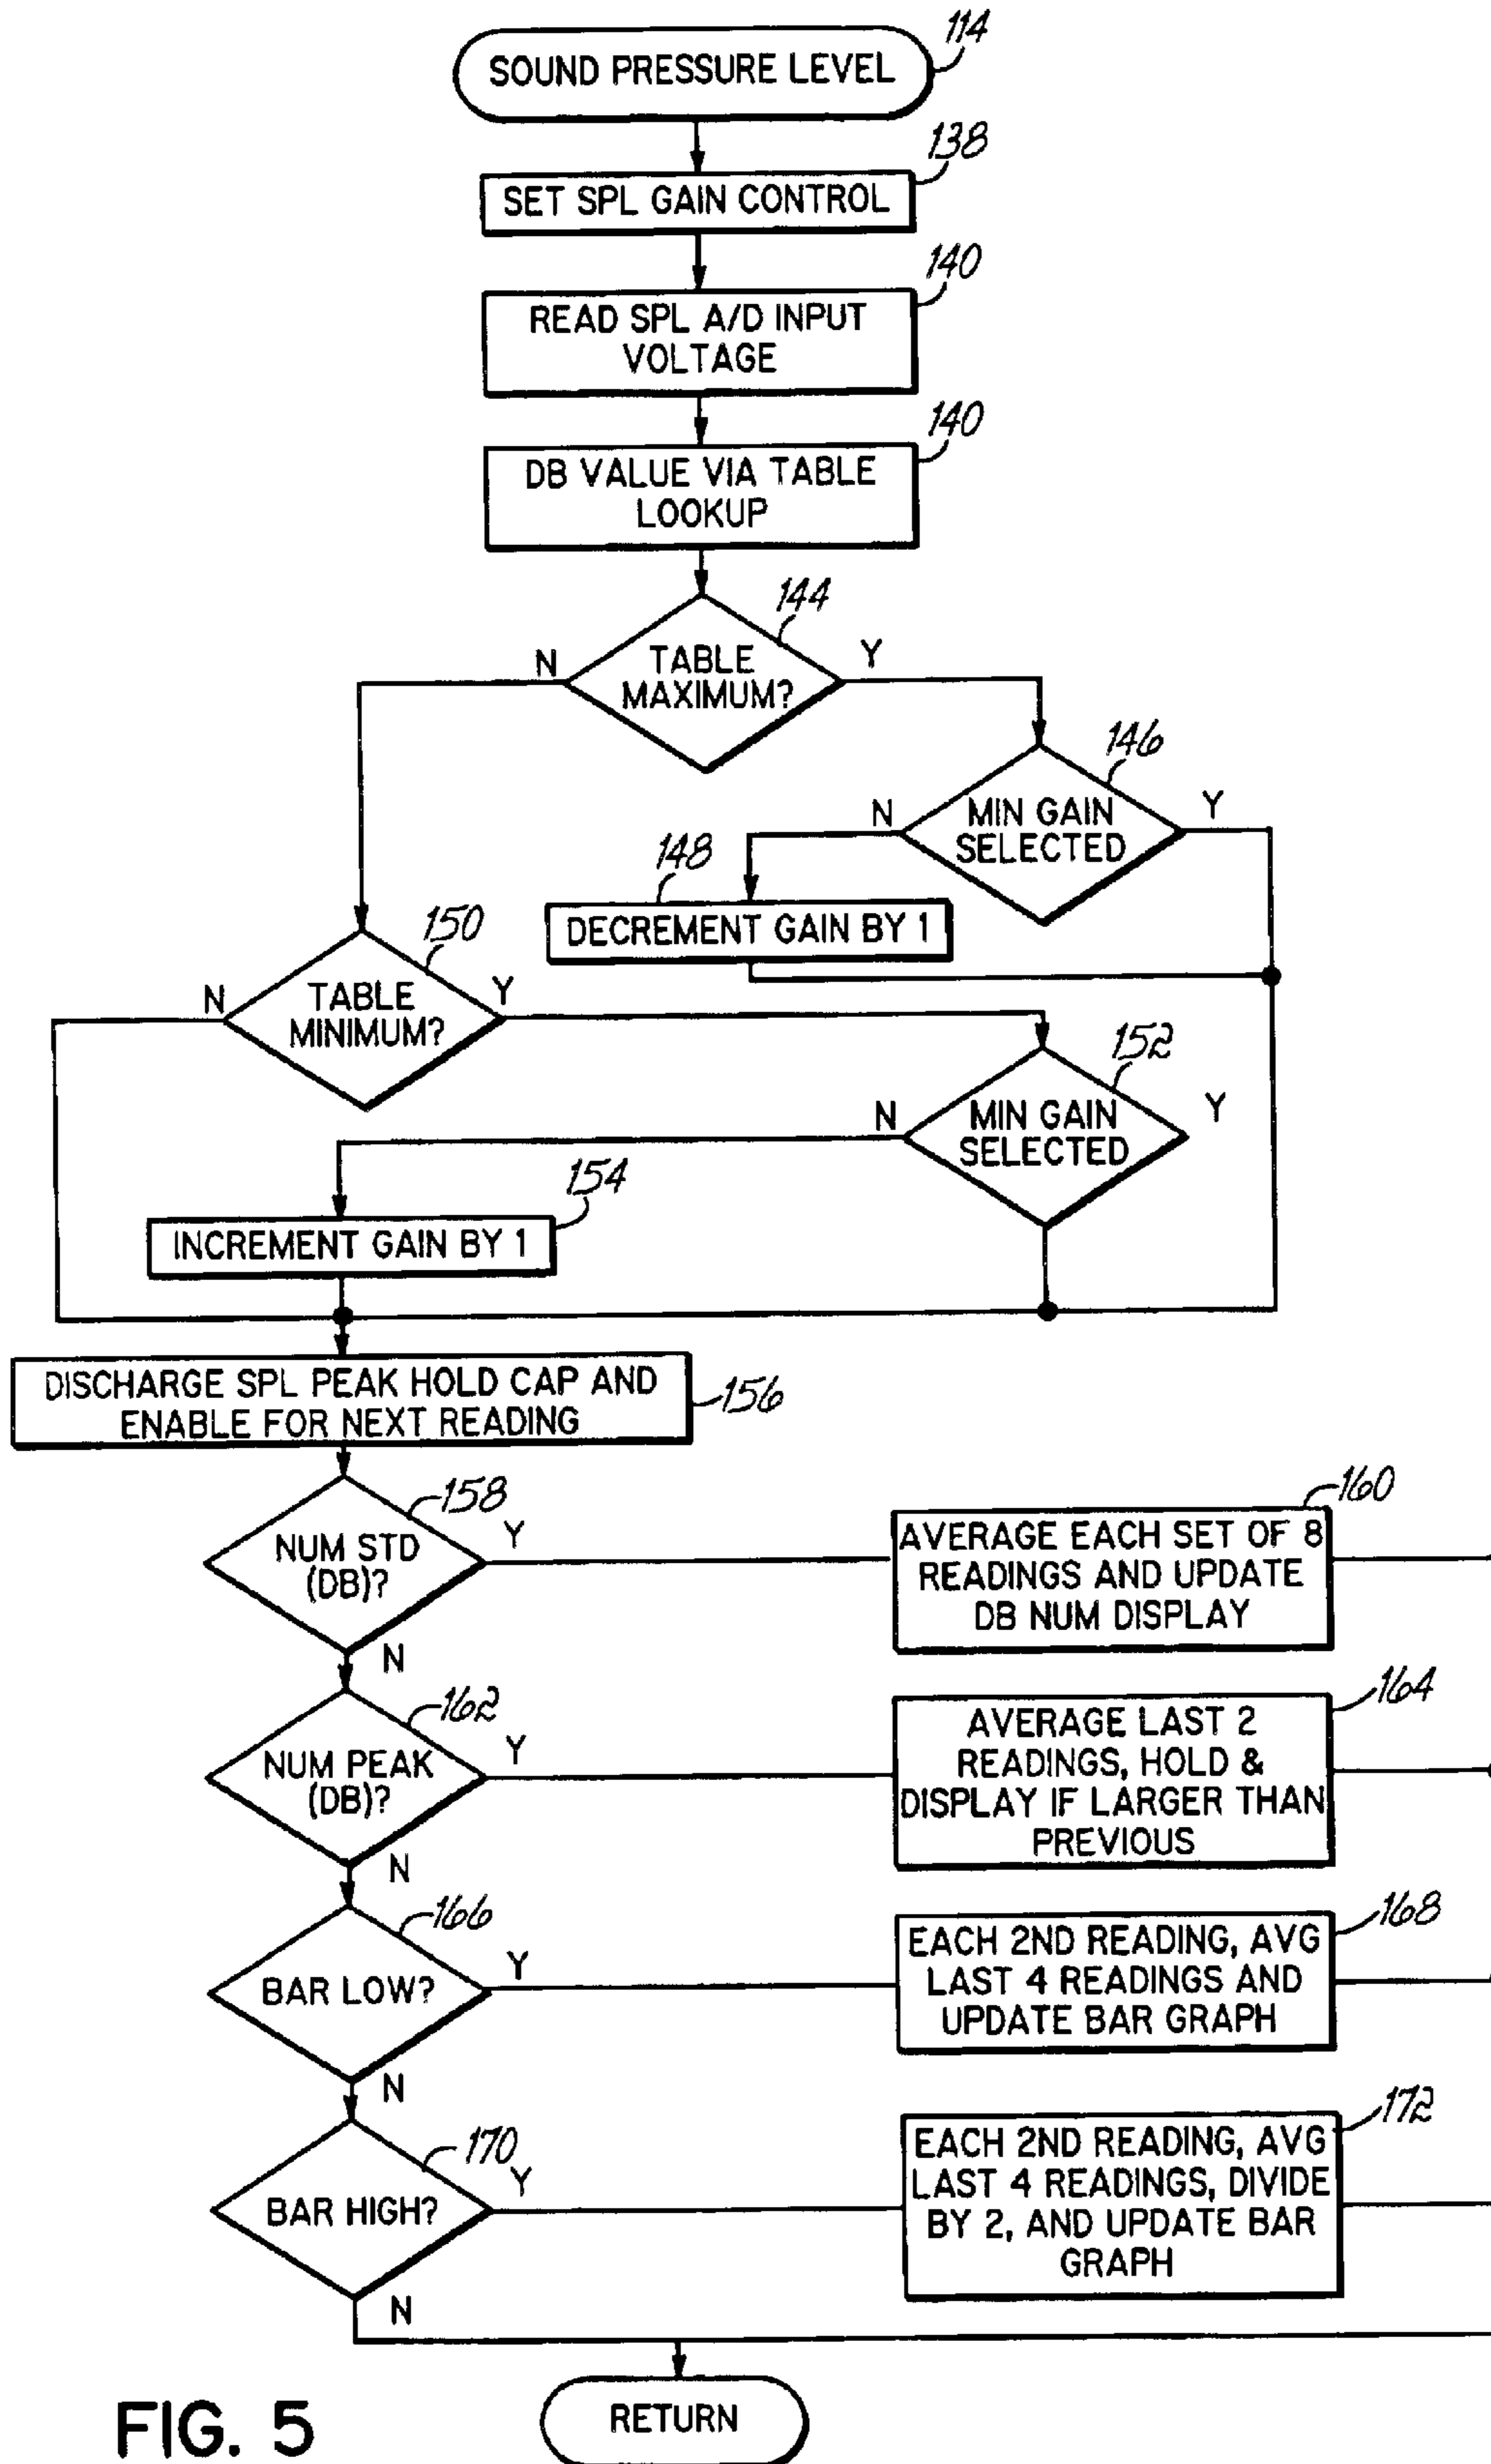 114
SOUND PRESSURE LEVEL
138
SET SPL GAIN CONTROL
140
READ SPL A/D INPUT
VOLTAGE
140
DB VALUE VIA TABLE
LOOKUP
144
N
TABLE
MAXIMUM?
Y
146
N
MIN GAIN
SELECTED
Y
148
DECREMENT GAIN BY 1
150
N
TABLE
MINIMUM?
Y
152
N
MIN GAIN
SELECTED
Y
154
INCREMENT GAIN BY 1
DISCHARGE SPL PEAK HOLD CAP AND
ENABLE FOR NEXT READING
156
158
NUM STD
(DB)?
Y
N
160
AVERAGE EACH SET OF 8
READINGS AND UPDATE
DB NUM DISPLAY
162
NUM PEAK
(DB)?
Y
N
164
AVERAGE LAST 2
READINGS, HOLD &
DISPLAY IF LARGER THAN
PREVIOUS
166
BAR LOW?
Y
N
168
EACH 2ND READING, AVG
LAST 4 READINGS AND
UPDATE BAR GRAPH
170
BAR HIGH?
Y
N
172
EACH 2ND READING, AVG
LAST 4 READINGS, DIVIDE
BY 2, AND UPDATE BAR
GRAPH
RETURN
FIG. 5